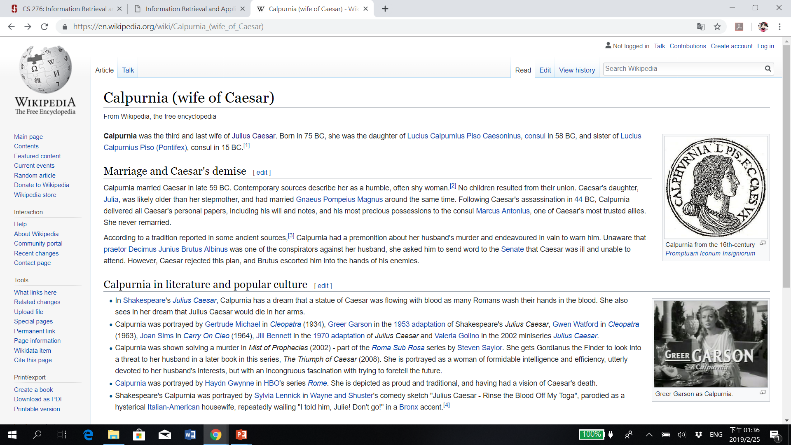 CS 276: Information Retrieval a
Information Retrieval and Appl
Calpurnia (wife of Caesar) - Wi
https://en.wikipedia.org/wiki/Calpurnia_(wife_of_Caesar)
Not logged in Talk Contributions Create account Log in
Article Talk Read Edit View history Search Wikipedia
WIKIPEDIA
The Free Encyclopedia
Main page
Contents
Featured content
Current events
Random article
Donate to Wikipedia
Wikipedia store
Interaction
Help
About Wikipedia
Community portal
Recent changes
Contact page
Tools
What links here
Related changes
Upload file
Special pages
Permanent link
Page information
Wikidata item
Cite this page
Print/export
Create a book
Download as PDF
Printable version
Calpurnia (wife of Caesar)
From Wikipedia, the free encyclopedia
Calpurnia was the third and last wife of Julius Caesar. Born in 75 BC, she was the daughter of Lucius Calpurnius Piso Caesoninus, consul in 58 BC, and sister of Lucius
Calpurnius Piso (Pontifex), consul in 15 BC.[1]
Marriage and Caesar's demise [ edit ]
Calpurnia married Caesar in late 59 BC. Contemporary sources describe her as a humble, often shy woman.[2] No children resulted from their union. Caesar's daughter,
Julia, was likely older than her stepmother, and had married Gnaeus Pompeius Magnus around the same time. Following Caesar's assassination in 44 BC, Calpurnia
delivered all Caesar's personal papers, including his will and notes, and his most precious possessions to the consul Marcus Antonius, one of Caesar's most trusted allies.
She never remarried.
According to a tradition reported in some ancient sources,[3] Calpurnia had a premonition about her husband's murder and endeavoured in vain to warn him. Unaware that
praetor Decimus Junius Brutus Albinus was one of the conspirators against her husband, she asked him to send word to the Senate that Caesar was ill and unable to
attend. However, Caesar rejected this plan, and Brutus escorted him into the hands of his enemies.
CALPHVRNIA L PIS F C CAES VX
Calpurnia from the 16th-century
Promptuarii Iconum Insigniorum
Calpurnia in literature and popular culture [ edit ]
In Shakespeare's Julius Caesar, Calpurnia has a dream that a statue of Caesar was flowing with blood as many Romans wash their hands in the blood. She also
sees in her dream that Julius Caesar would die in her arms.
Calpurnia was portrayed by Gertrude Michael in Cleopatra (1934), Greer Garson in the 1953 adaptation of Shakespeare's Julius Caesar, Gwen Watford in Cleopatra
(1963), Joan Sims in Carry On Cleo (1964), Jill Bennett in the 1970 adaptation of Julius Caesar and Valeria Golino in the 2002 miniseries Julius Caesar.
Calpurnia was shown solving a murder in Mist of Prophecies (2002) - part of the Roma Sub Rosa series by Steven Saylor. She gets Gordianus the Finder to look into
a threat to her husband in a later book in this series, The Triumph of Caesar (2008). She is portrayed as a woman of formidable intelligence and efficiency, utterly
devoted to her husband's interests, but with an incongruous fascination with trying to foretell the future.
Calpurnia was portrayed by Haydn Gwynne in HBO's series Rome. She is depicted as proud and traditional, and having had a vision of Caesar's death.
Shakespeare's Calpurnia was portrayed by Sylvia Lennick in Wayne and Shuster's comedy sketch "Julius Caesar - Rinse the Blood Off My Toga", parodied as a
hysterical Italian-American housewife, repeatedly wailing "I told him, Julie! Don't go!" in a Bronx accent.[4]
GREER
GARSON
Greer Garson as Calpurnia.
100%
ENG
下午 01:36
2019/2/25